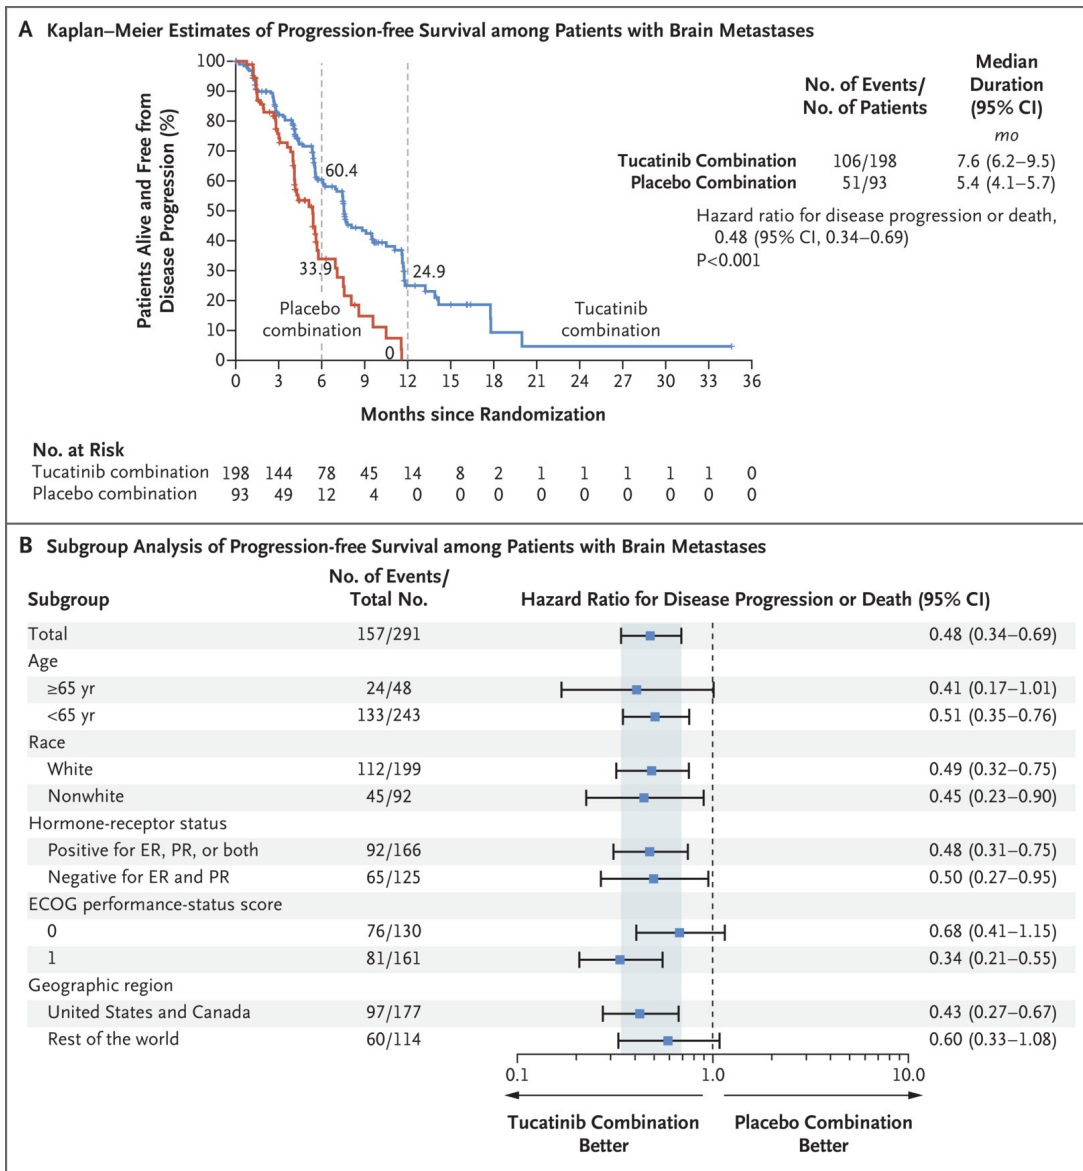 A Kaplan–Meier Estimates of Progression-free Survival among Patients with Brain Metastases
Patients Alive and Free from
Disease Progression (%)
100
90
80
70
60
50
40
30
20
10
0
60.4
33.9
24.9
0
Placebo
combination
Tucatinib
combination
0 3 6 9 12 15 18 21 24 27 30 33 36
Months since Randomization
No. of Events/
No. of Patients
Median
Duration
(95% CI)
mo
Tucatinib Combination 106/198 7.6 (6.2–9.5)
Placebo Combination 51/93 5.4 (4.1–5.7)
Hazard ratio for disease progression or death,
0.48 (95% CI, 0.34–0.69)
P<0.001
No. at Risk
Tucatinib combination 198 144 78 45 14 8 2 1 1 1 1 1 0
Placebo combination 93 49 12 4 0 0 0 0 0 0 0 0 0
B Subgroup Analysis of Progression-free Survival among Patients with Brain Metastases
Subgroup
No. of Events/
Total No.
Hazard Ratio for Disease Progression or Death (95% CI)
Total 157/291 0.48 (0.34–0.69)
Age
≥65 yr 24/48 0.41 (0.17–1.01)
<65 yr 133/243 0.51 (0.35–0.76)
Race
White 112/199 0.49 (0.32–0.75)
Nonwhite 45/92 0.45 (0.23–0.90)
Hormone-receptor status
Positive for ER, PR, or both 92/166 0.48 (0.31–0.75)
Negative for ER and PR 65/125 0.50 (0.27–0.95)
ECOG performance-status score
0 76/130 0.68 (0.41–1.15)
1 81/161 0.34 (0.21–0.55)
Geographic region
United States and Canada 97/177 0.43 (0.27–0.67)
Rest of the world 60/114 0.60 (0.33–1.08)
0.1 1.0 10.0
Tucatinib Combination
Better
Placebo Combination
Better